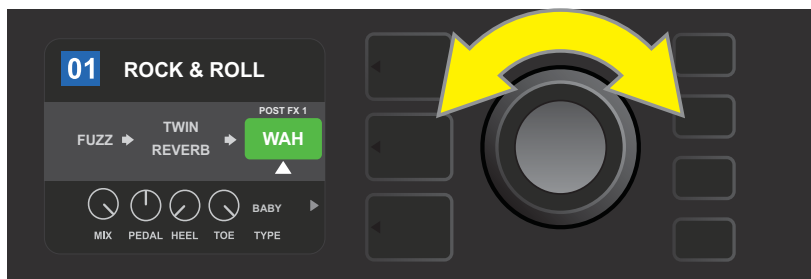 01 ROCK & ROLL
POST FX 1
FUZZ TWIN REVERB WAH
BABY
MIX PEDAL HEEL TOE TYPE